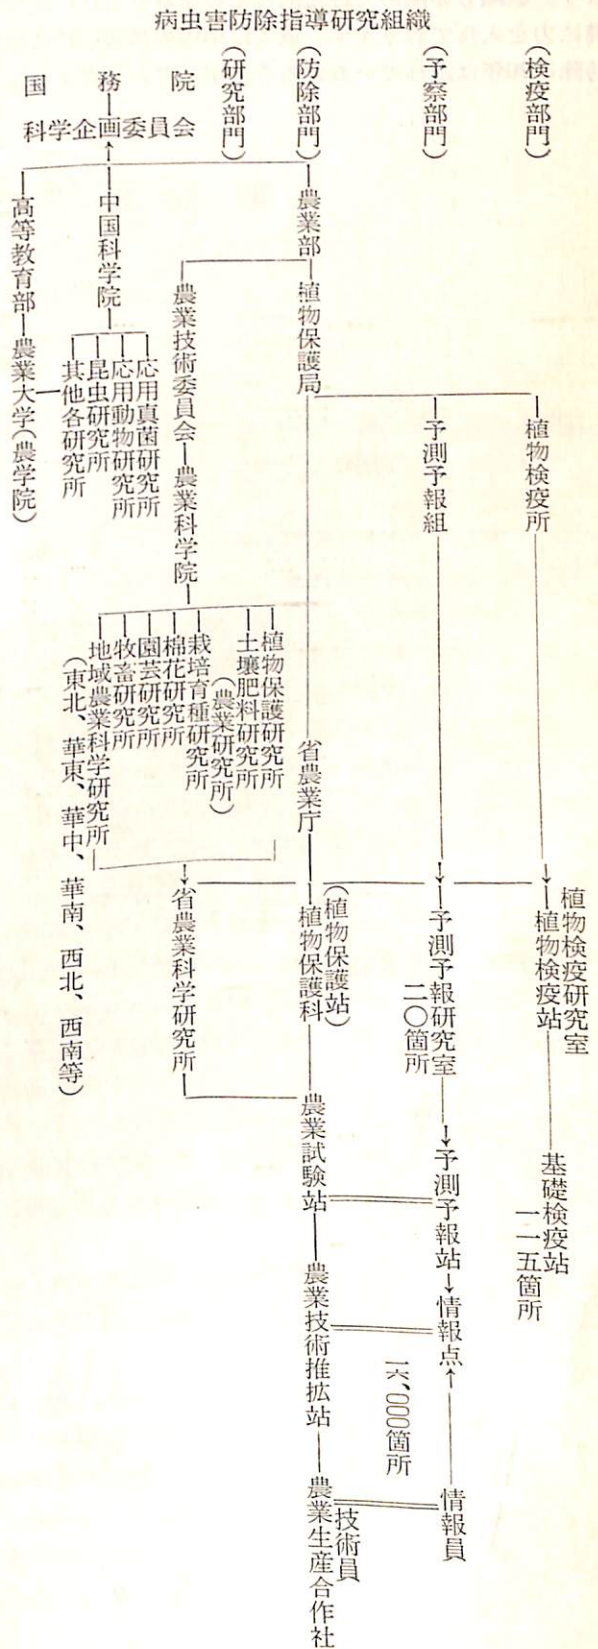 病虫害防除指導研究組織
（検疫部門）
（予察部門）
（防除部門）
（研究部門）
国務院
科学企画委員会
農業部
中国科学院
高等教育部
農業大学（農学院）
植物保護局
農業技術委員会
農業科学院
応用真菌研究所
応用動物研究所
昆虫研究所
其他各研究所
植物検疫所
予測予報組
植物保護研究所
土壌肥料研究所
栽培育種研究所
（農業研究所）
棉花研究所
園芸研究所
牧畜研究所
地域農業科学研究所
（東北、華東、華中、華南、西北、西南等）
省農業庁
植物検疫研究室
植物検疫站
予測予報研究室
二〇箇所
（植物保護站）
植物保護科
省農業科学研究所
基礎検疫站
一一五箇所
予測予報站
情報点
一六、〇〇〇箇所
情報員
農業試験站
農業技術推拡站
技術員
農業生産合作社